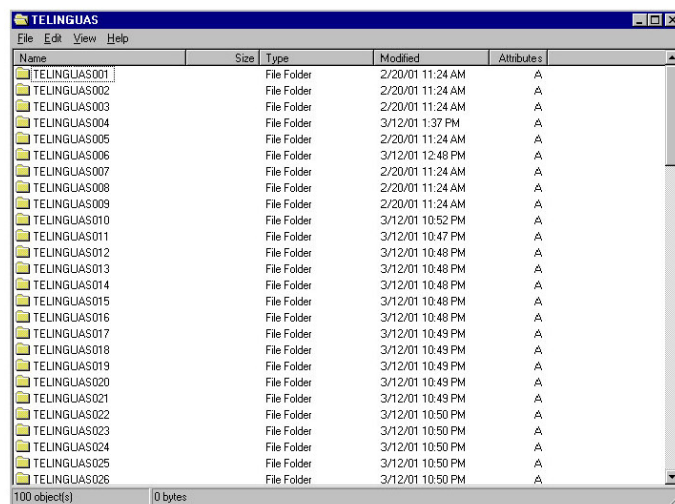 TELINGUAS
File Edit View Help
Name Size Type Modified Attributes
TELINGUAS001 File Folder 2/20/01 11:24 AM A
TELINGUAS002 File Folder 2/20/01 11:24 AM A
TELINGUAS003 File Folder 2/20/01 11:24 AM A
TELINGUAS004 File Folder 3/12/01 1:37 PM A
TELINGUAS005 File Folder 2/20/01 11:24 AM A
TELINGUAS006 File Folder 3/12/01 12:48 PM A
TELINGUAS007 File Folder 2/20/01 11:24 AM A
TELINGUAS008 File Folder 2/20/01 11:24 AM A
TELINGUAS009 File Folder 2/20/01 11:24 AM A
TELINGUAS010 File Folder 3/12/01 10:52 PM A
TELINGUAS011 File Folder 3/12/01 10:47 PM A
TELINGUAS012 File Folder 3/12/01 10:48 PM A
TELINGUAS013 File Folder 3/12/01 10:48 PM A
TELINGUAS014 File Folder 3/12/01 10:48 PM A
TELINGUAS015 File Folder 3/12/01 10:48 PM A
TELINGUAS016 File Folder 3/12/01 10:48 PM A
TELINGUAS017 File Folder 3/12/01 10:49 PM A
TELINGUAS018 File Folder 3/12/01 10:49 PM A
TELINGUAS019 File Folder 3/12/01 10:49 PM A
TELINGUAS020 File Folder 3/12/01 10:49 PM A
TELINGUAS021 File Folder 3/12/01 10:49 PM A
TELINGUAS022 File Folder 3/12/01 10:50 PM A
TELINGUAS023 File Folder 3/12/01 10:50 PM A
TELINGUAS024 File Folder 3/12/01 10:50 PM A
TELINGUAS025 File Folder 3/12/01 10:50 PM A
TELINGUAS026 File Folder 3/12/01 10:50 PM A
100 object(s) 0 bytes